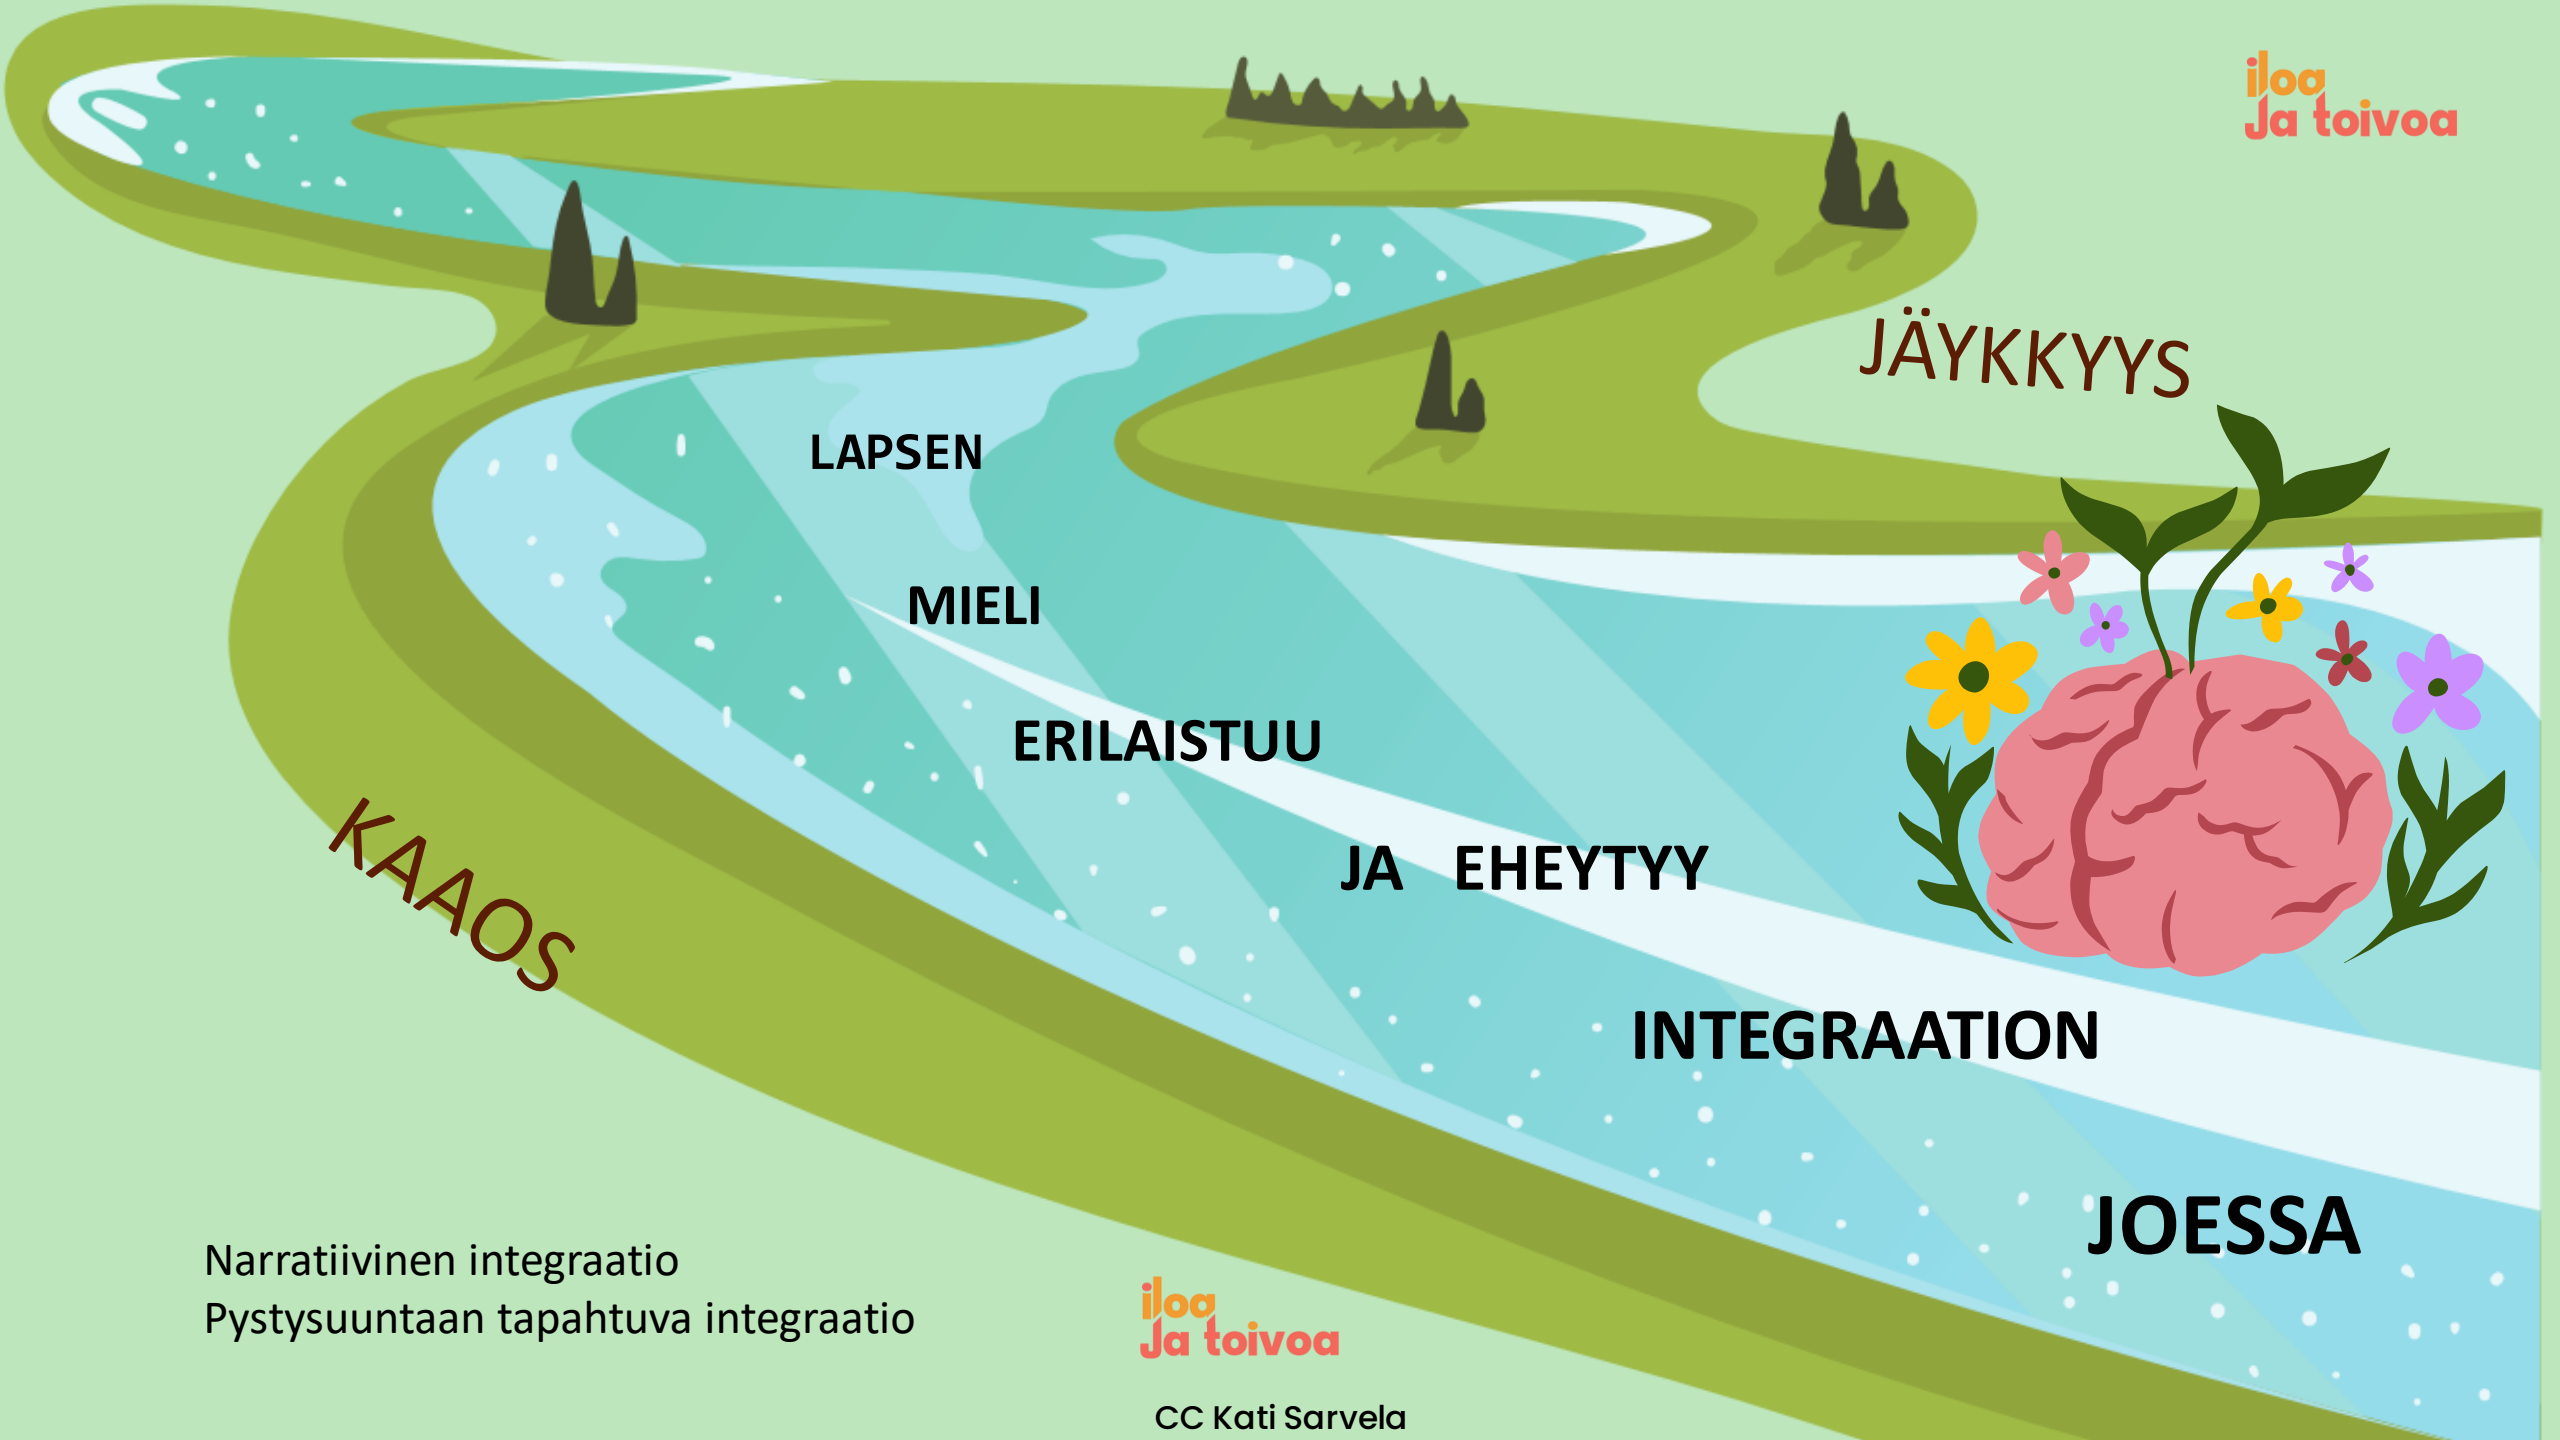 iloa
Ja toivoa
JÄYKKYYS
LAPSEN
MIELI
ERILAISTUU
JA EHEYTYY
KAAOS
INTEGRAATION
JOESSA
Narratiivinen integraatio
Pystysuuntaan tapahtuva integraatio
iloa
Ja toivoa
CC Kati Sarvela